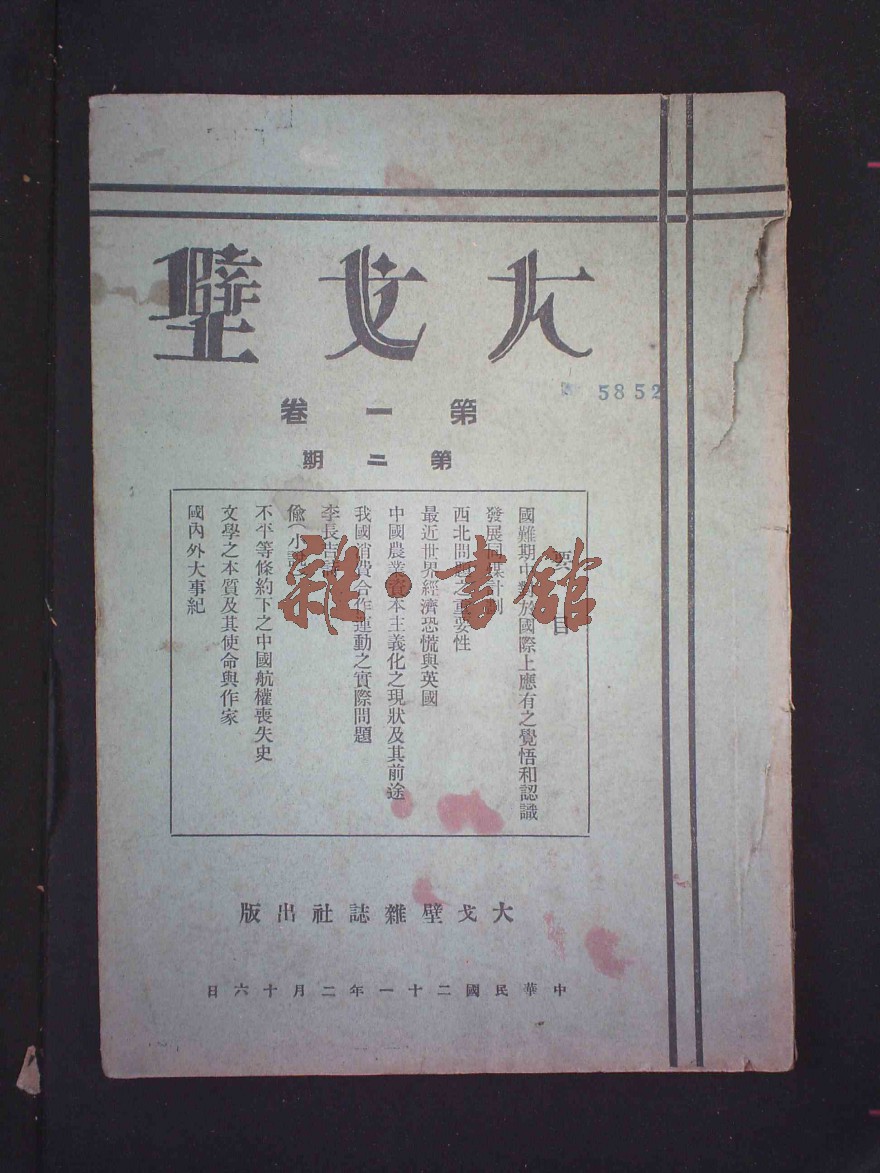 大戈壁
5852
第一卷
第二期
要目
國難期中對於國際上應有之覺悟和認識
發展同蒲計劃
西北問題之重要性
最近世界經濟恐慌與英國
中國農業資本主義化之現狀及其前途
我國消費合作運動之實際問題
李長吉詩
偸(小說)
不平等條約下之中國航權喪失史
文學之本質及其使命與作家
國內外大事紀
雜·書館
大戈壁雜誌社出版
中華民國二十一年二月十六日